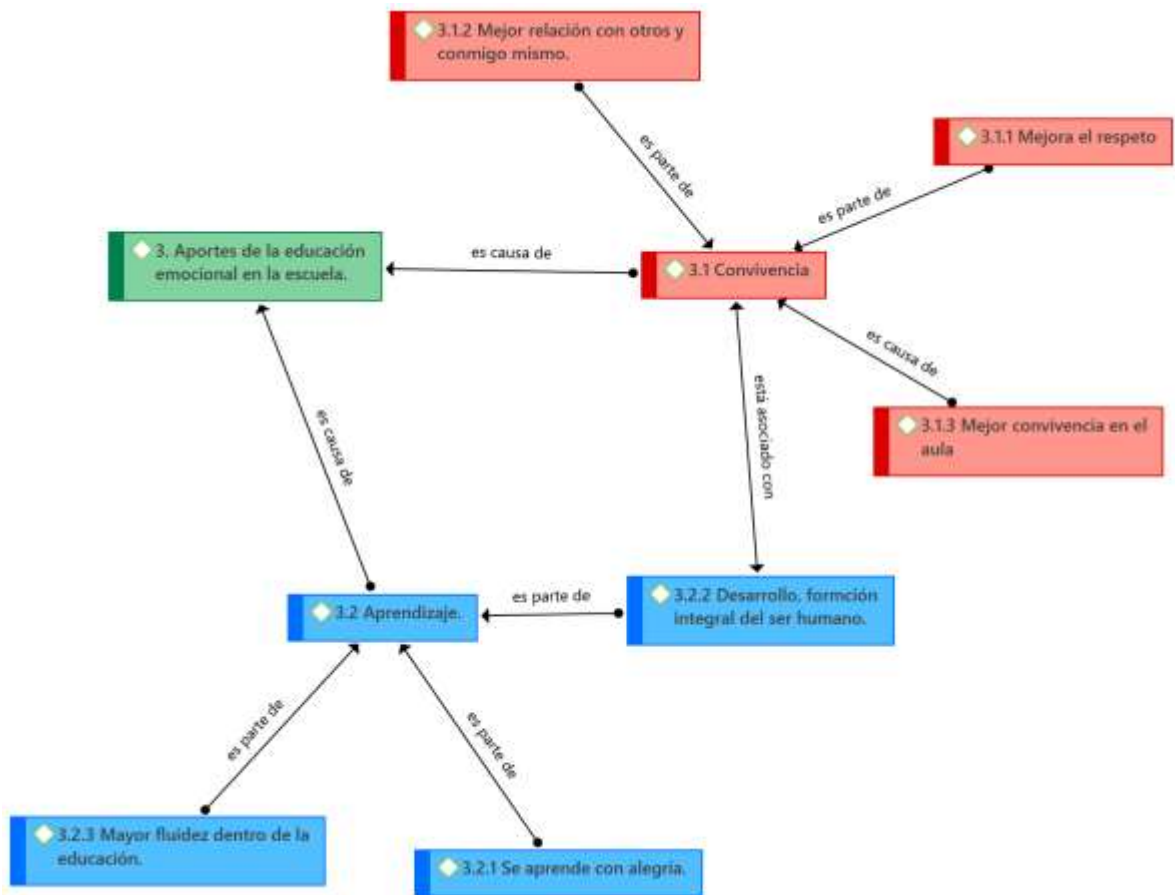 3.1.2 Mejor relación con otros y
conmigo mismo.
es parte de
3.1.1 Mejora el respeto
es parte de
3. Aportes de la educación
emocional en la escuela.
es causa de
3.1 Convivencia
es causa de
3.1.3 Mejor convivencia en el
aula
está asociado con
es causa de
3.2 Aprendizaje.
es parte de
3.2.2 Desarrollo, formción
integral del ser humano.
es parte de
es parte de
3.2.3 Mayor fluidez dentro de la
educación.
3.2.1 Se aprende con alegría.